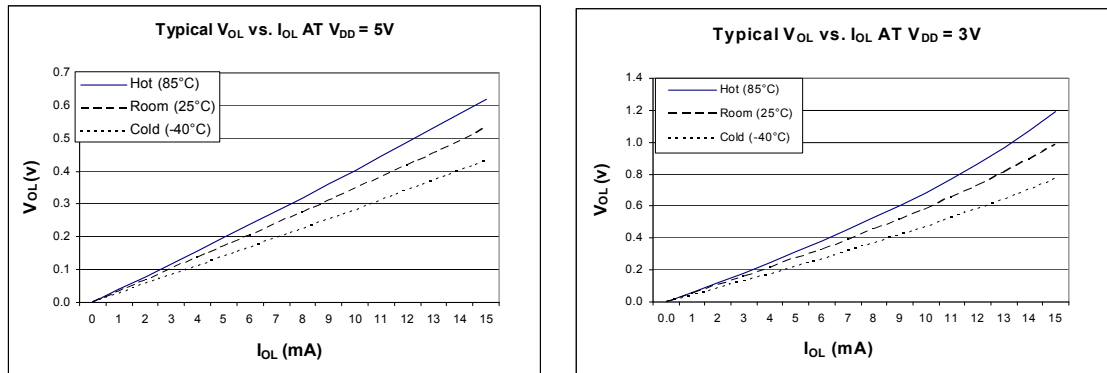 Typical VOL vs. IOL AT VDD = 5V
0.7
0.6
0.5
0.4
0.3
0.2
0.1
0.0
Hot (85°C)
Room (25°C)
Cold (-40°C)
VOL (v)
0 1 2 3 4 5 6 7 8 9 10 11 12 13 14 15
IOL (mA)
Typical VOL vs. IOL AT VDD = 3V
1.4
1.2
1.0
0.8
0.6
0.4
0.2
0.0
Hot (85°C)
Room (25°C)
Cold (-40°C)
VOL (v)
0.0 1 2 3 4 5 6 7 8 9 10 11 12 13 14 15
IOL (mA)